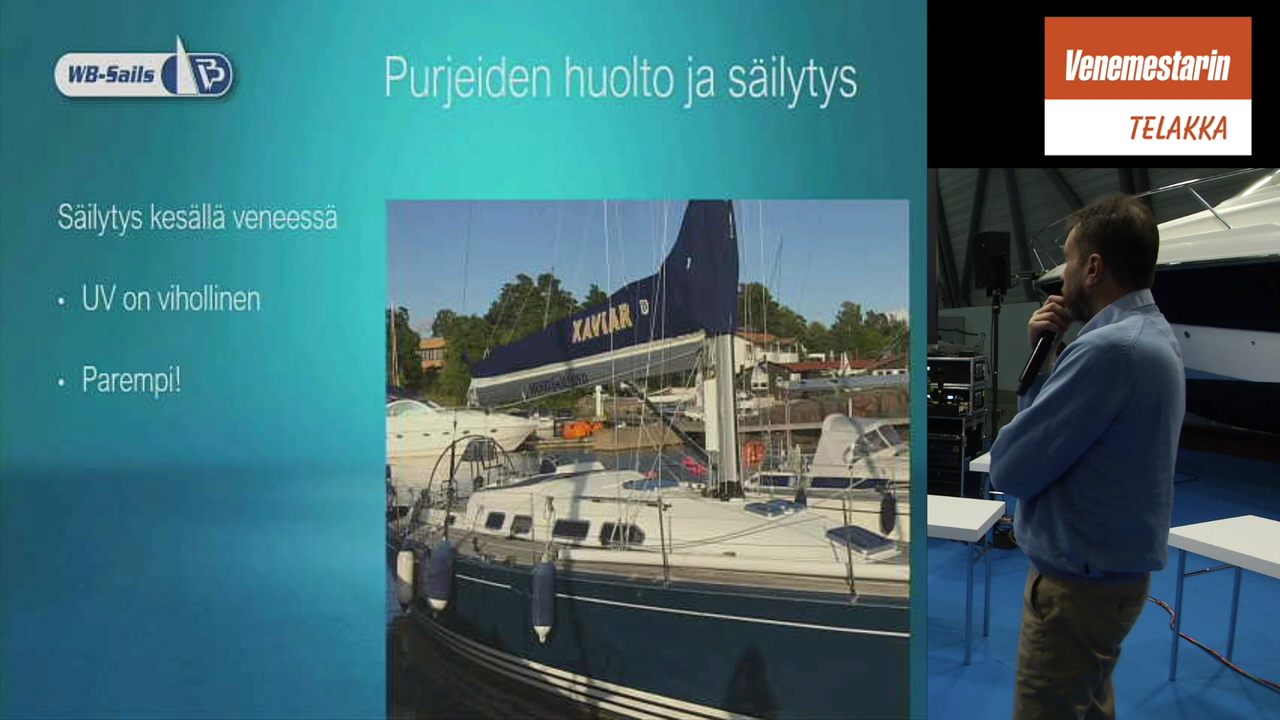 WB-Sails
Purjeiden huolto ja säilytys
Säilytys kesällä veneessä
• UV on vihollinen
• Parempi!
XAVIAR
Venemestarin
TELAKKA